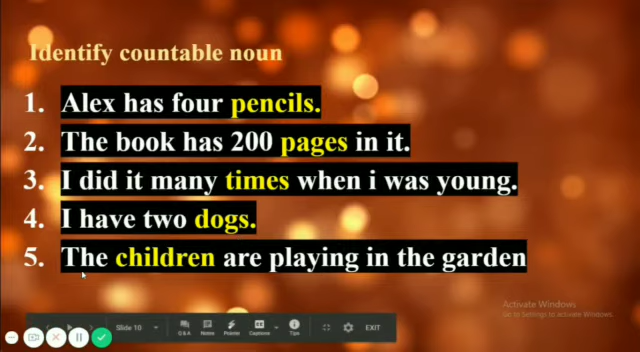 Identify countable noun
1. Alex has four pencils.
2. The book has 200 pages in it.
3. I did it many times when i was young.
4. I have two dogs.
5. The children are playing in the garden
Activate Windows
Go to Settings to activate Windows.
Slide 10
Q & A Notes Pointer Captions Tips EXIT